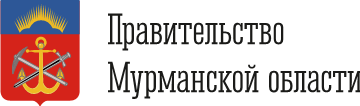 Правительство
Мурманской области